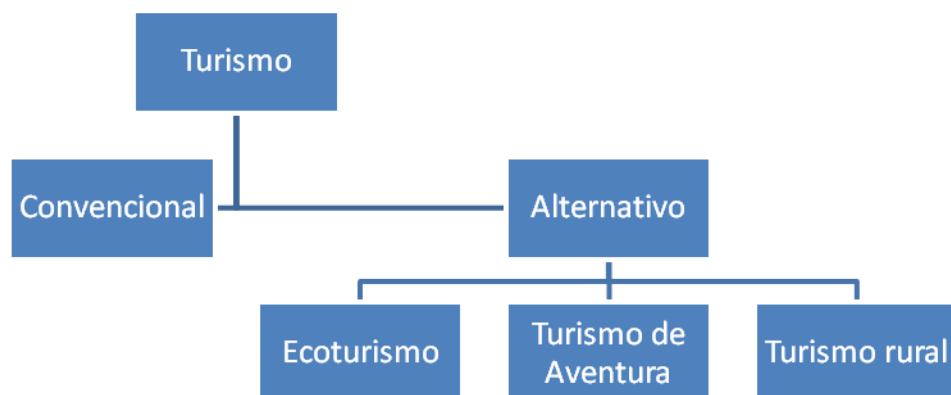 Turismo
Convencional
Alternativo
Ecoturismo
Turismo de
Aventura
Turismo rural